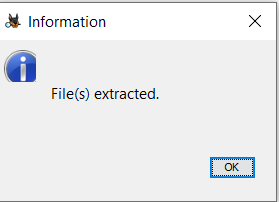 Information
File(s) extracted.
OK